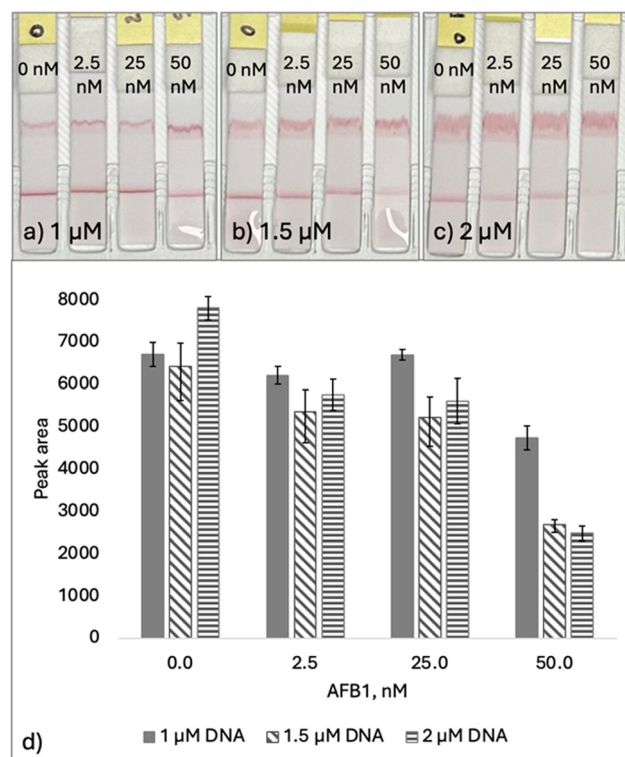 0 nM 2.5 nM 25 nM 50 nM
a) 1 µM
0 nM 2.5 nM 25 nM 50 nM
b) 1.5 µM
0 nM 2.5 nM 25 nM 50 nM
c) 2 µM
8000
7000
6000
5000
4000
3000
2000
1000
0
Peak area
0.0 2.5 25.0 50.0
AFB1, nM
d)
1 µM DNA 1.5 µM DNA 2 µM DNA